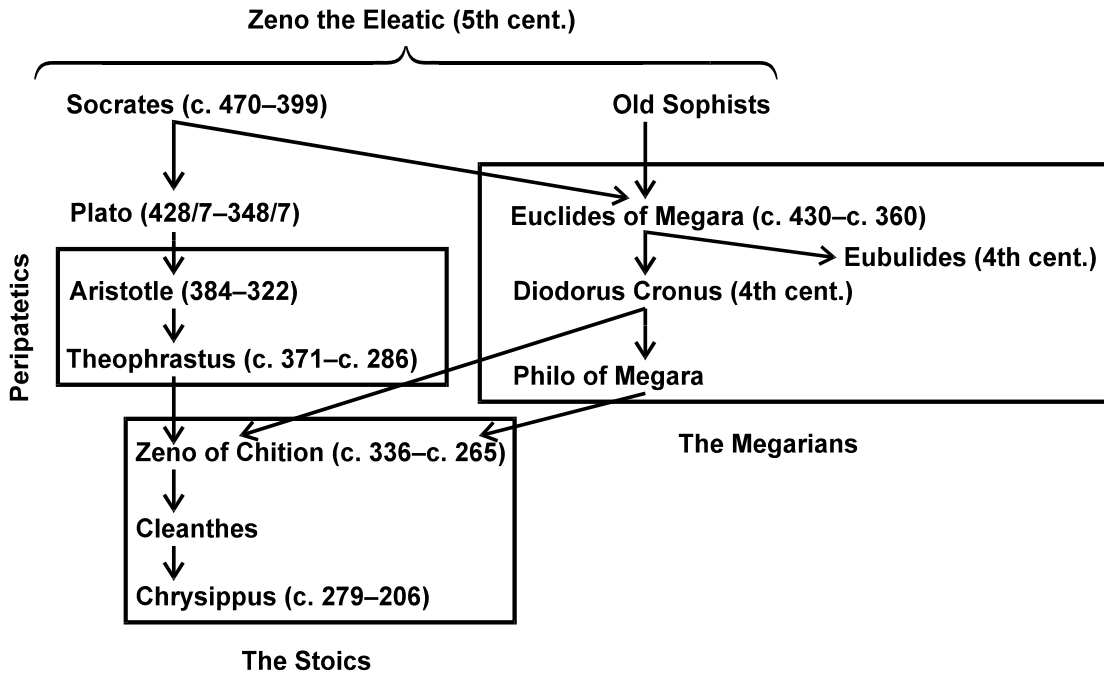 Zeno the Eleatic (5th cent.)
Socrates (c. 470–399)
Old Sophists
Plato (428/7–348/7)
Euclides of Megara (c. 430–c. 360)
Eubulides (4th cent.)
Peripatetics
Aristotle (384–322)
Diodorus Cronus (4th cent.)
Theophrastus (c. 371–c. 286)
Philo of Megara
The Megarians
Zeno of Chition (c. 336–c. 265)
Cleanthes
Chrysippus (c. 279–206)
The Stoics